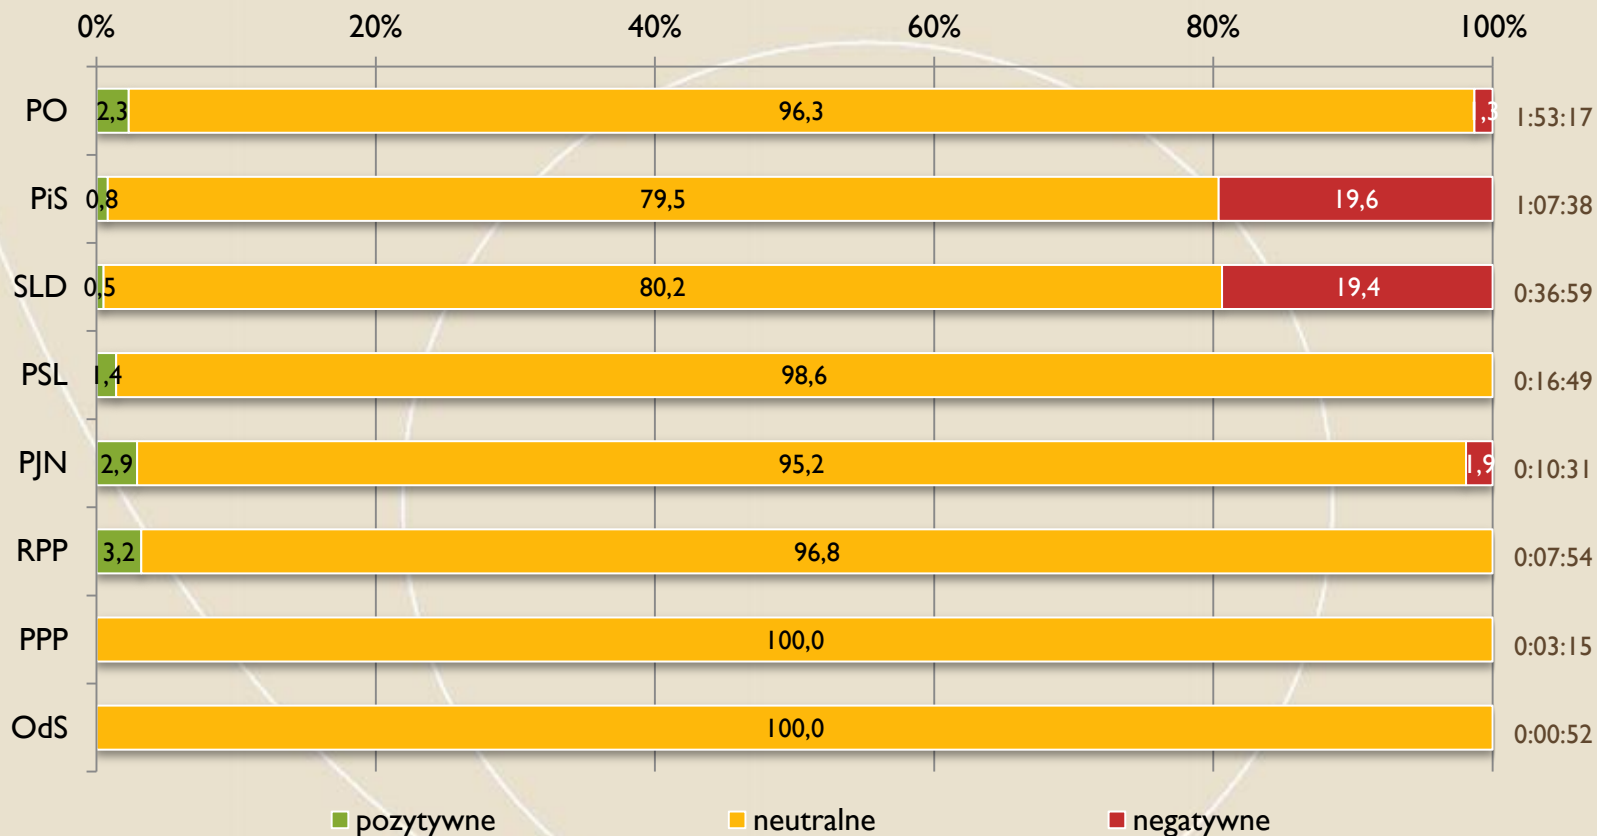 0% 20% 40% 60% 80% 100%
PO 2,3 96,3 1,3 1:53:17
PiS 0,8 79,5 19,6 1:07:38
SLD 0,5 80,2 19,4 0:36:59
PSL 1,4 98,6 0:16:49
PJN 2,9 95,2 1,9 0:10:31
RPP 3,2 96,8 0:07:54
PPP 100,0 0:03:15
OdS 100,0 0:00:52
pozytywne neutralne negatywne